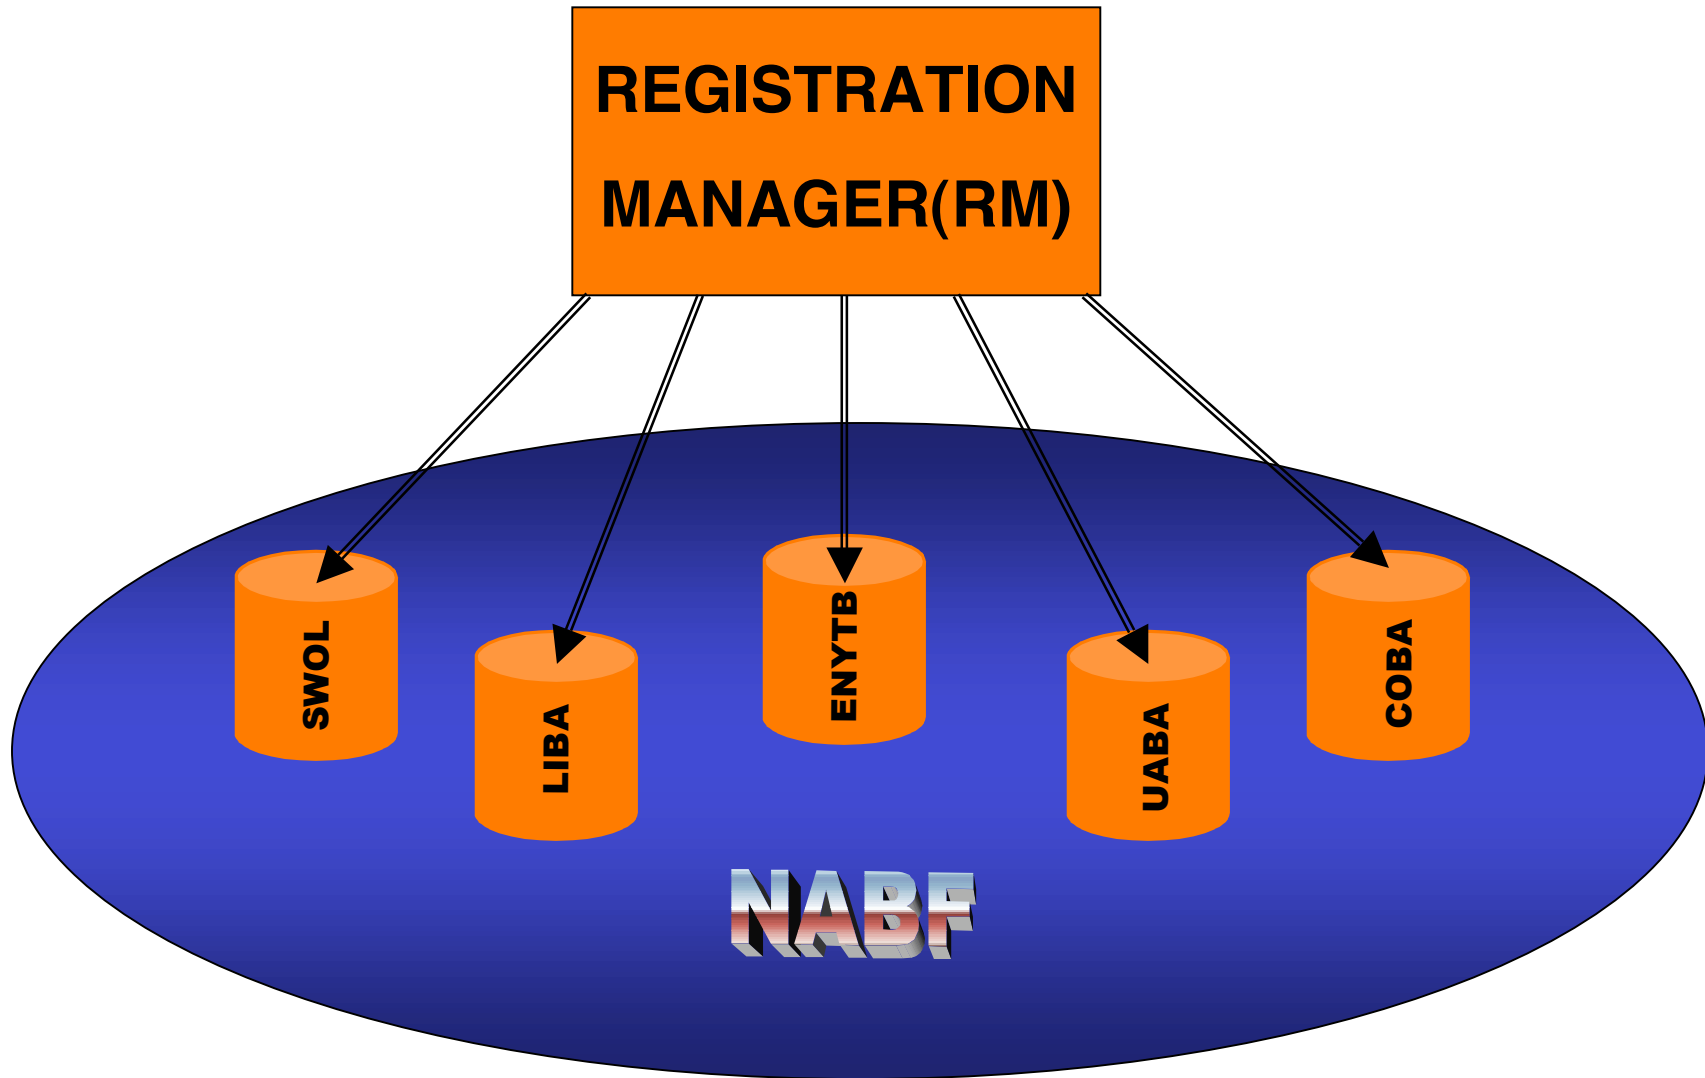 REGISTRATION
MANAGER(RM)
SWOL
LIBA
ENYTB
UABA
COBA
NABF